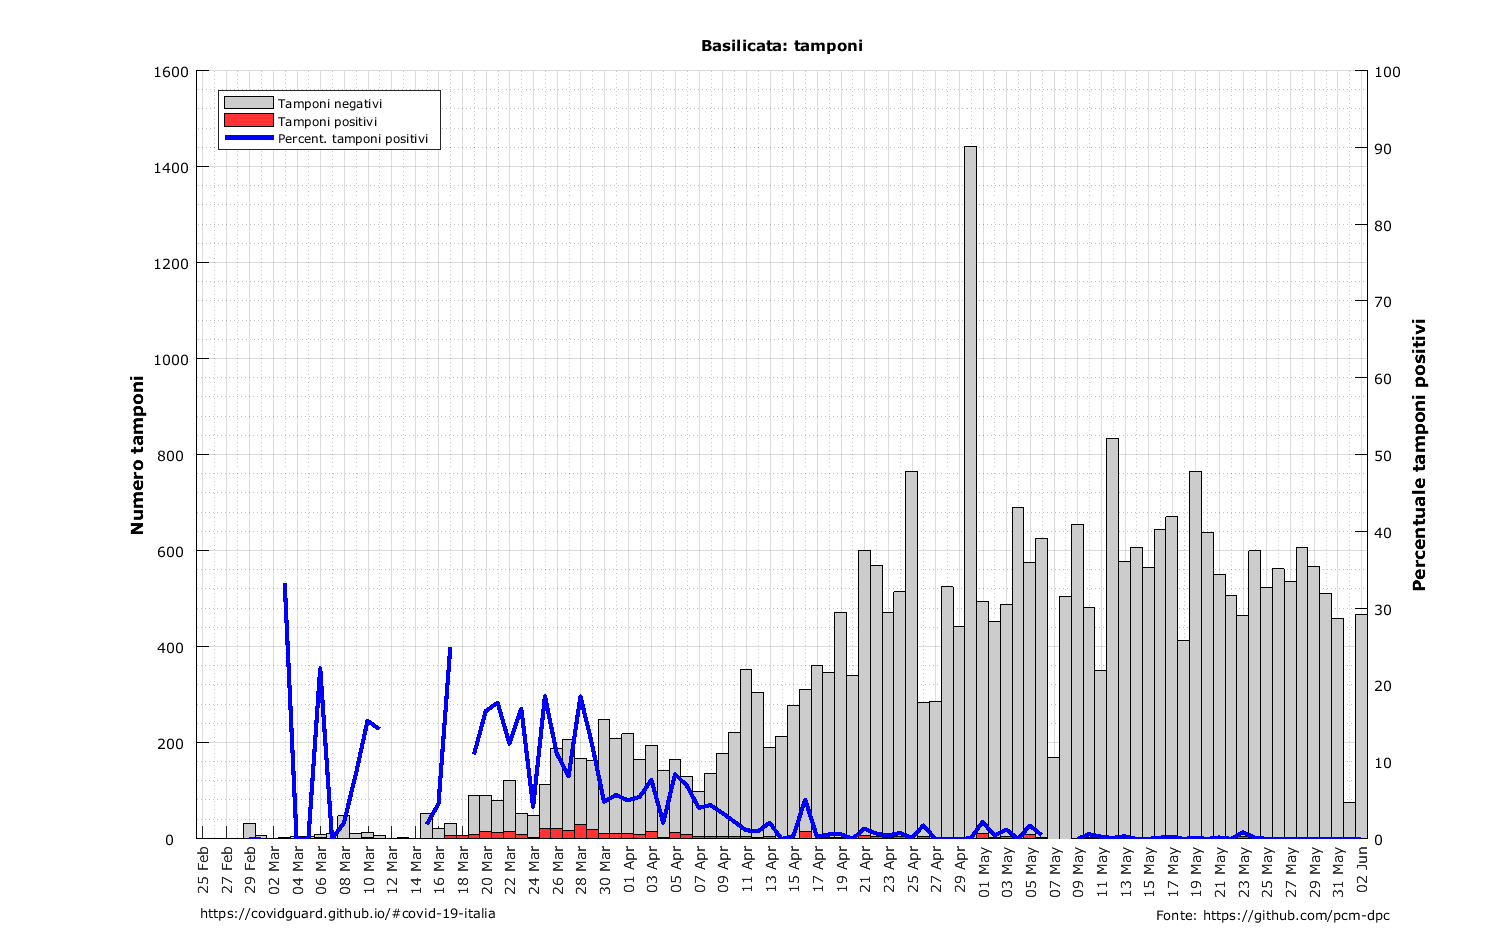 Basilicata: tamponi
Tamponi negativi
Tamponi positivi
Percent. tamponi positivi
Numero tamponi
1600
1400
1200
1000
800
600
400
200
0
100
90
80
70
60
50
40
30
20
10
0
Percentuale tamponi positivi
25 Feb
27 Feb
29 Feb
02 Mar
04 Mar
06 Mar
08 Mar
10 Mar
12 Mar
14 Mar
16 Mar
18 Mar
20 Mar
22 Mar
24 Mar
26 Mar
28 Mar
30 Mar
01 Apr
03 Apr
05 Apr
07 Apr
09 Apr
11 Apr
13 Apr
15 Apr
17 Apr
19 Apr
21 Apr
23 Apr
25 Apr
27 Apr
29 Apr
01 May
03 May
05 May
07 May
09 May
11 May
13 May
15 May
17 May
19 May
21 May
23 May
25 May
27 May
29 May
31 May
02 Jun
https://covidguard.github.io/#covid-19-italia
Fonte: https://github.com/pcm-dpc